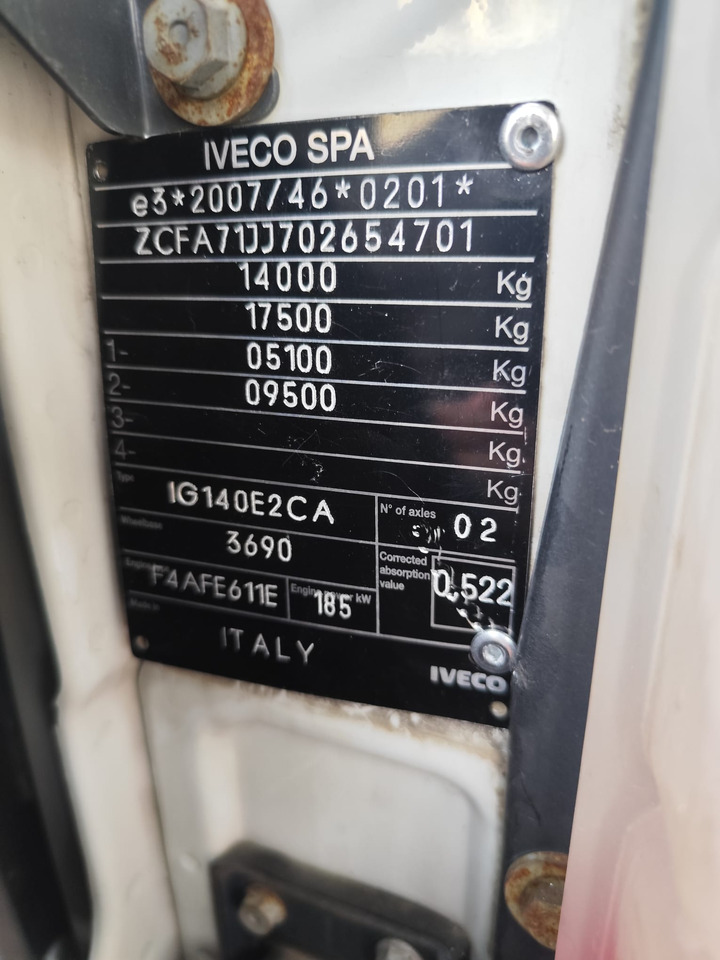 IVECO SPA
e3*2007/46*0201*
ZCFA71JJ702654701
14000 Kg
17500 Kg
1- 05100 Kg
2- 09500 Kg
3- Kg
4- Kg
Type IG140E2CA N° of axles 02
Wheelbase 3690
Corrected absorption value 0,522
Engine F4AFE611E Engine power kW 185
Made in ITALY
IVECO